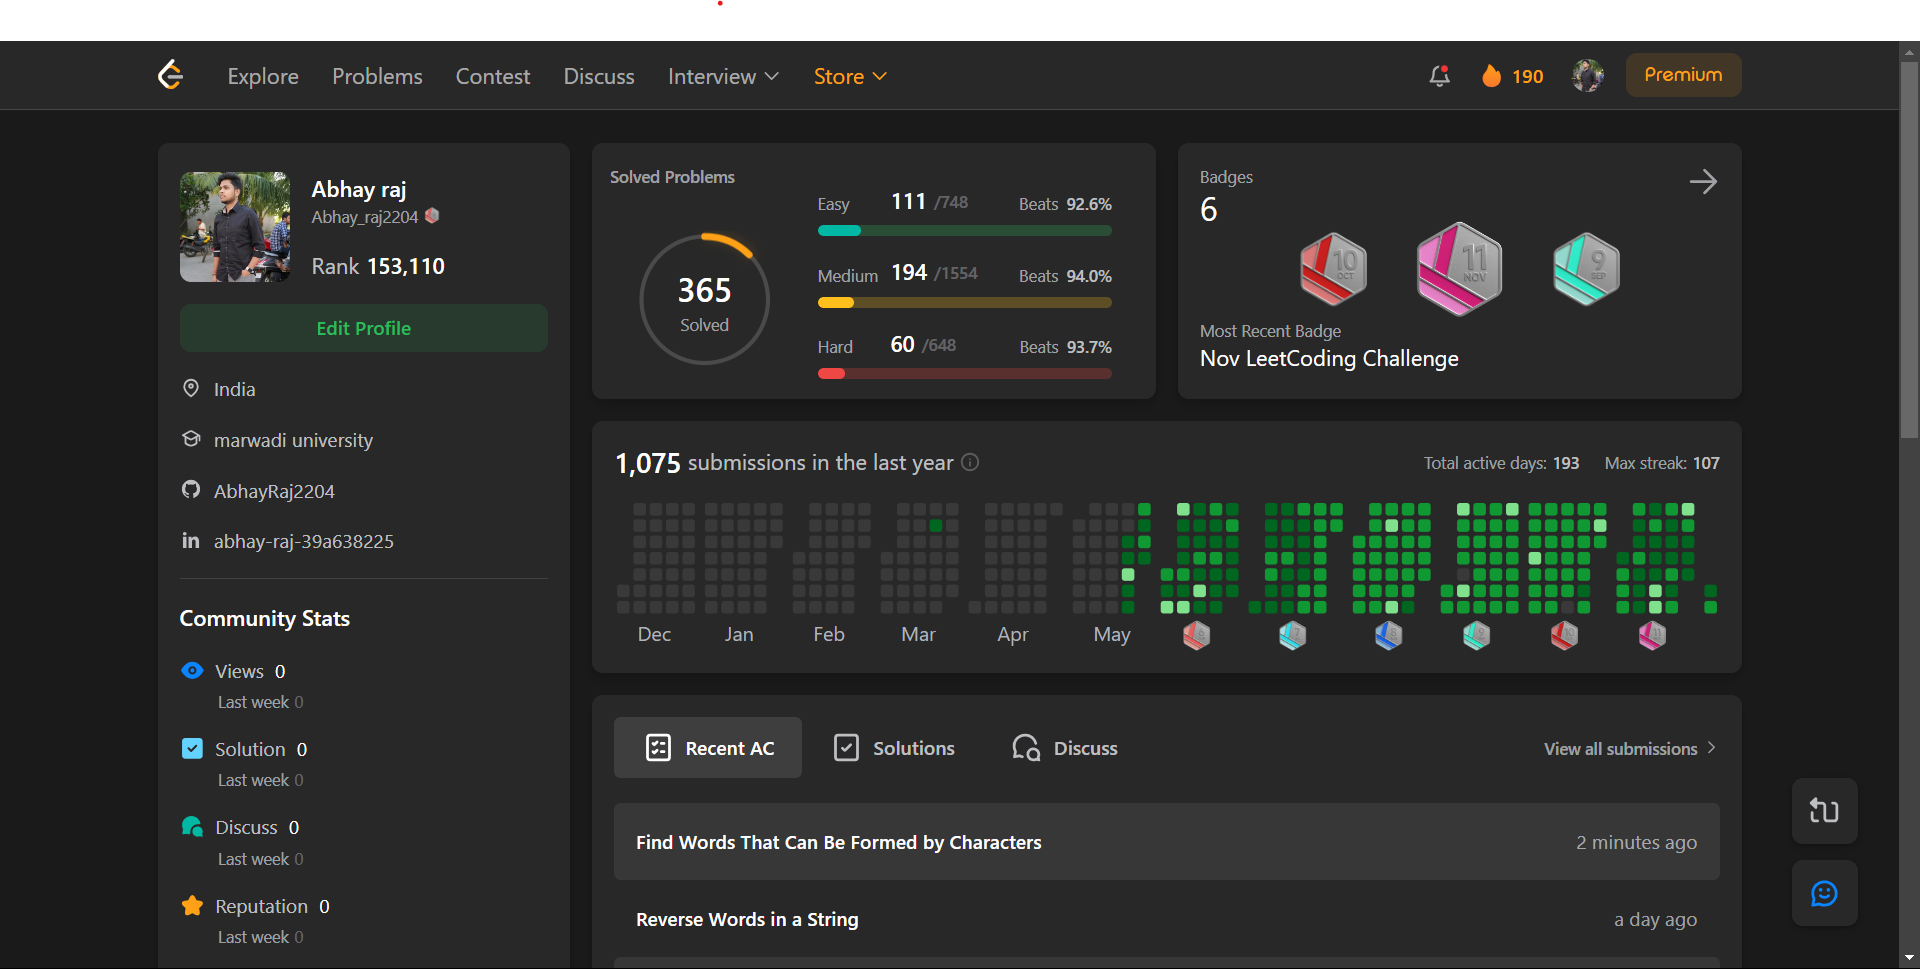 Explore Problems Contest Discuss Interview Store 190 Premium
Abhay raj
Abhay_raj2204
Rank 153,110
Edit Profile
India
marwadi university
AbhayRaj2204
in abhay-raj-39a638225
Community Stats
Views 0
Last week 0
Solution 0
Last week 0
Discuss 0
Last week 0
Reputation 0
Last week 0
Solved Problems
365
Solved
Easy 111 /748 Beats 92.6%
Medium 194 /1554 Beats 94.0%
Hard 60 /648 Beats 93.7%
Badges
6
10 OCT
11 NOV
9 SEP
Most Recent Badge
Nov LeetCoding Challenge
1,075 submissions in the last year Total active days: 193 Max streak: 107
Dec Jan Feb Mar Apr May
Recent AC Solutions Discuss View all submissions
Find Words That Can Be Formed by Characters 2 minutes ago
Reverse Words in a String a day ago